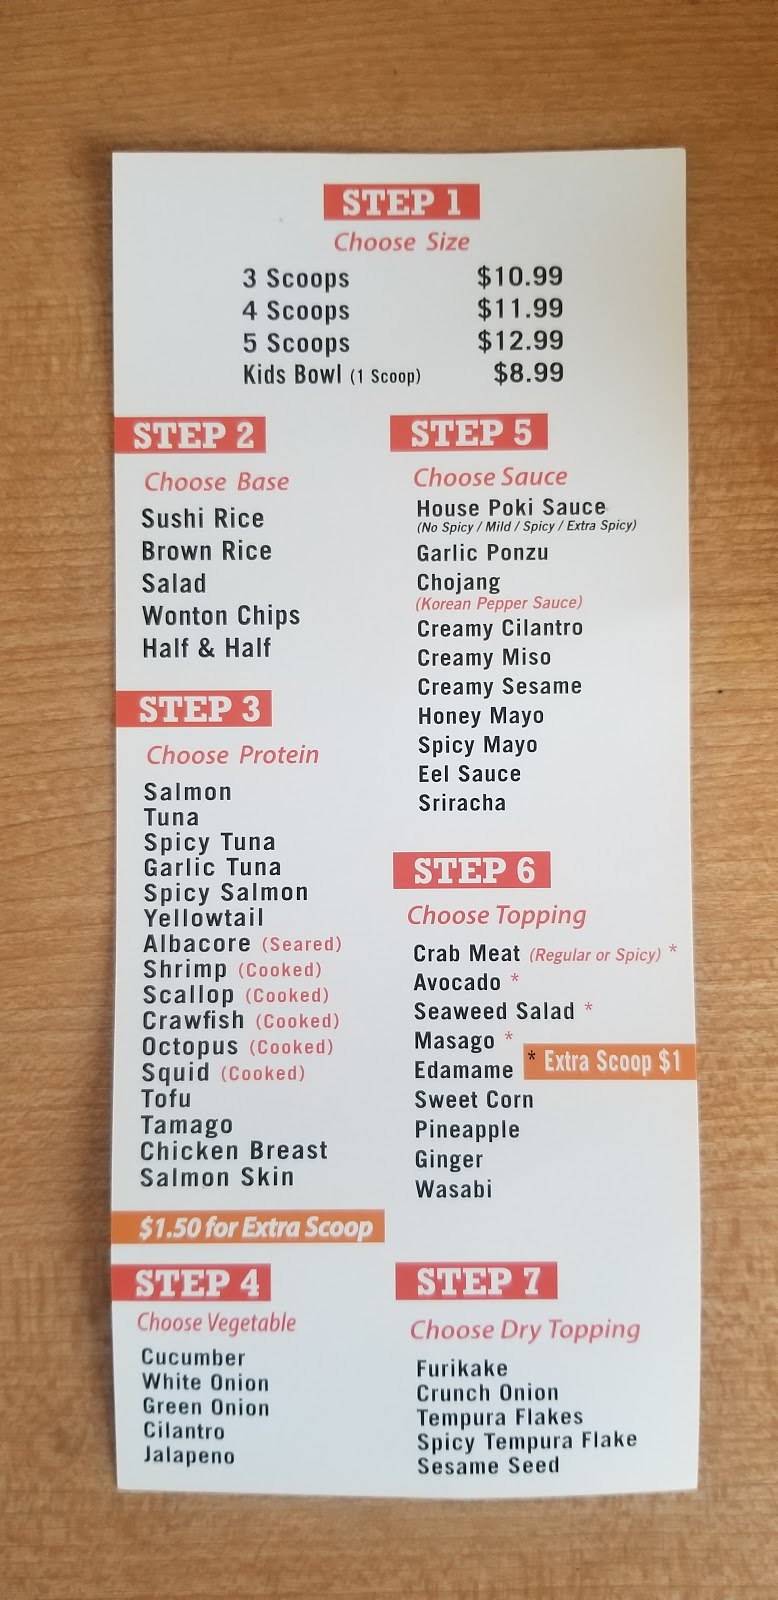 STEP 1
Choose Size
3 Scoops $10.99
4 Scoops $11.99
5 Scoops $12.99
Kids Bowl (1 Scoop) $8.99
STEP 2
Choose Base
Sushi Rice
Brown Rice
Salad
Wonton Chips
Half & Half
STEP 3
Choose Protein
Salmon
Tuna
Spicy Tuna
Garlic Tuna
Spicy Salmon
Yellowtail
Albacore (Seared)
Shrimp (Cooked)
Scallop (Cooked)
Crawfish (Cooked)
Octopus (Cooked)
Squid (Cooked)
Tofu
Tamago
Chicken Breast
Salmon Skin
$1.50 for Extra Scoop
STEP 4
Choose Vegetable
Cucumber
White Onion
Green Onion
Cilantro
Jalapeno
STEP 5
Choose Sauce
House Poki Sauce
(No Spicy / Mild / Spicy / Extra Spicy)
Garlic Ponzu
Chojang
(Korean Pepper Sauce)
Creamy Cilantro
Creamy Miso
Creamy Sesame
Honey Mayo
Spicy Mayo
Eel Sauce
Sriracha
STEP 6
Choose Topping
Crab Meat (Regular or Spicy) *
Avocado *
Seaweed Salad *
Masago *
Edamame
* Extra Scoop $1
Sweet Corn
Pineapple
Ginger
Wasabi
STEP 7
Choose Dry Topping
Furikake
Crunch Onion
Tempura Flakes
Spicy Tempura Flake
Sesame Seed